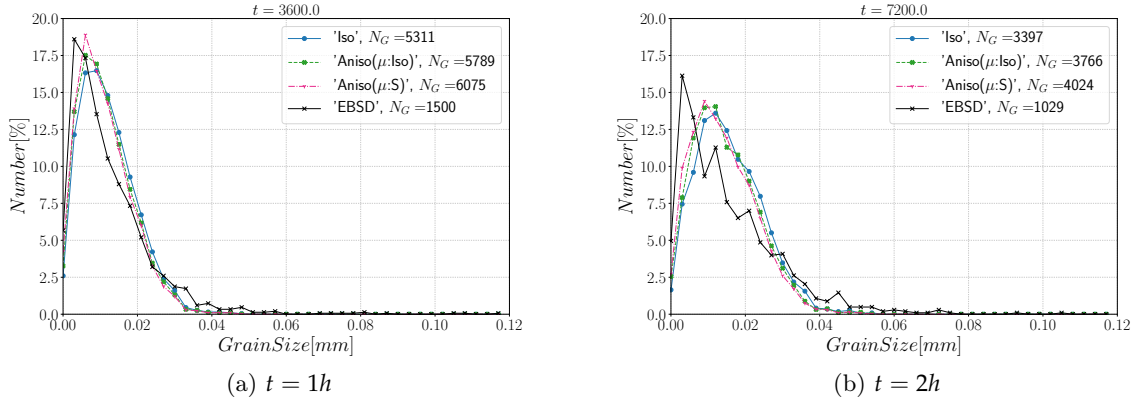 t = 3600.0
20.0
17.5
15.0
12.5
10.0
7.5
5.0
2.5
0.0
Number[%]
'Iso', N_G =5311
'Aniso(μ:Iso)', N_G =5789
'Aniso(μ:S)', N_G =6075
'EBSD', N_G =1500
0.00 0.02 0.04 0.06 0.08 0.10 0.12
GrainSize[mm]
(a) t = 1h
t = 7200.0
20.0
17.5
15.0
12.5
10.0
7.5
5.0
2.5
0.0
Number[%]
'Iso', N_G =3397
'Aniso(μ:Iso)', N_G =3766
'Aniso(μ:S)', N_G =4024
'EBSD', N_G =1029
0.00 0.02 0.04 0.06 0.08 0.10 0.12
GrainSize[mm]
(b) t = 2h